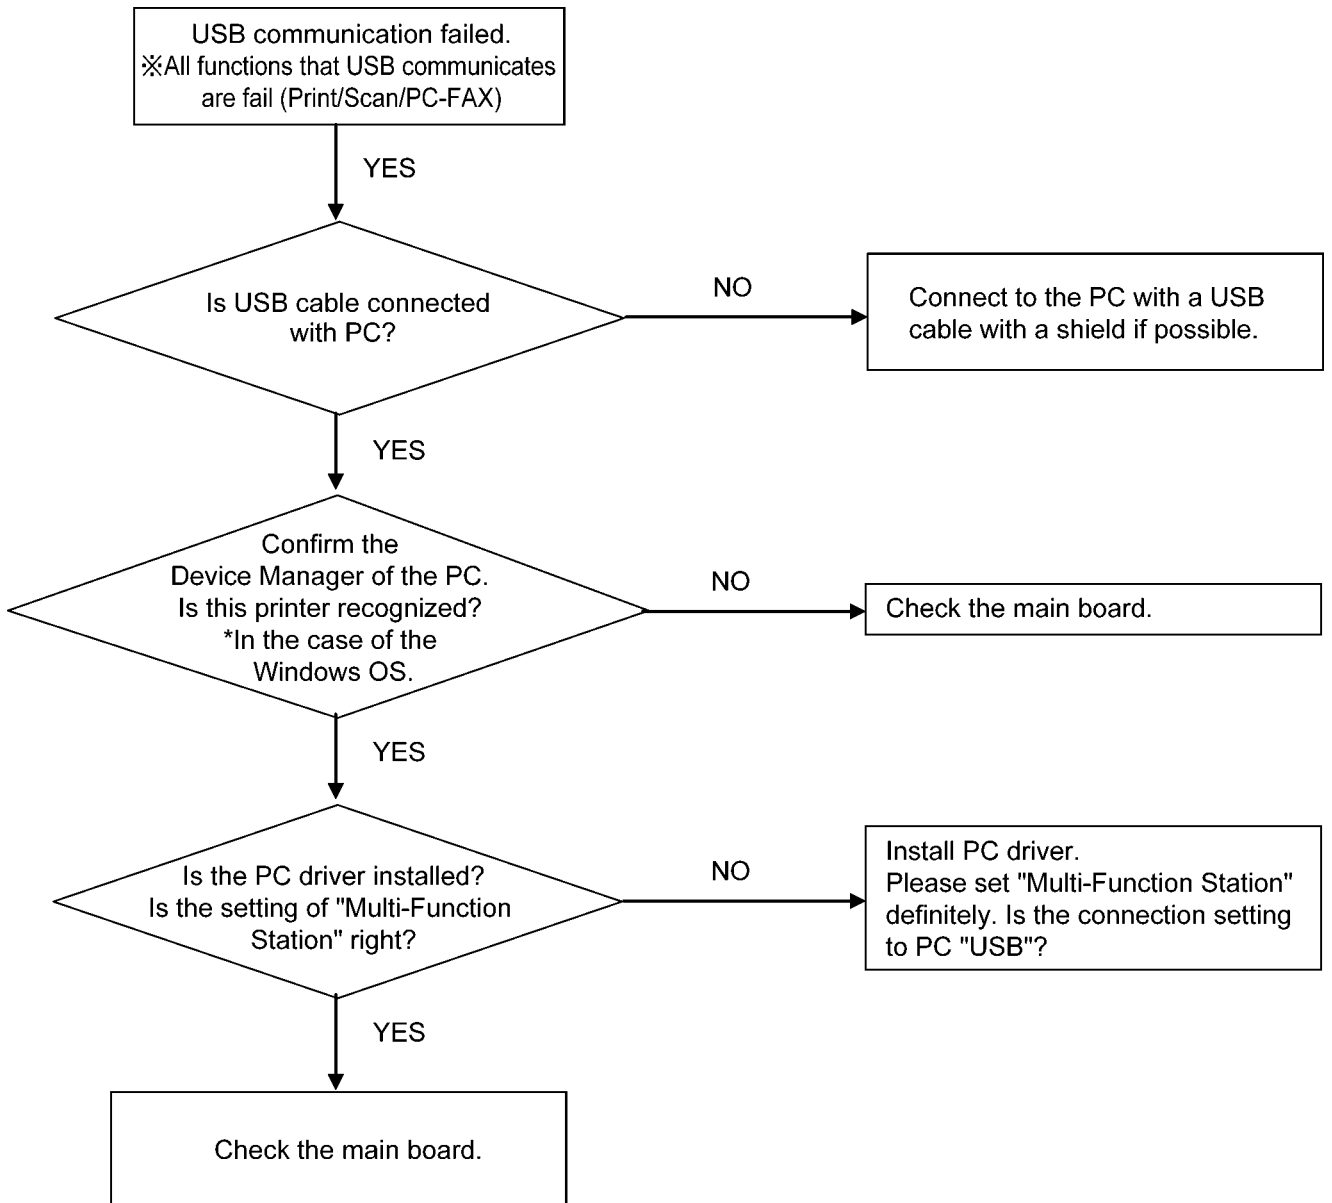 USB communication failed.
※All functions that USB communicates
are fail (Print/Scan/PC-FAX)
YES
Is USB cable connected
with PC?
NO
Connect to the PC with a USB
cable with a shield if possible.
YES
Confirm the
Device Manager of the PC.
Is this printer recognized?
*In the case of the
Windows OS.
NO
Check the main board.
YES
Is the PC driver installed?
Is the setting of "Multi-Function
Station" right?
NO
Install PC driver.
Please set "Multi-Function Station"
definitely. Is the connection setting
to PC "USB"?
YES
Check the main board.